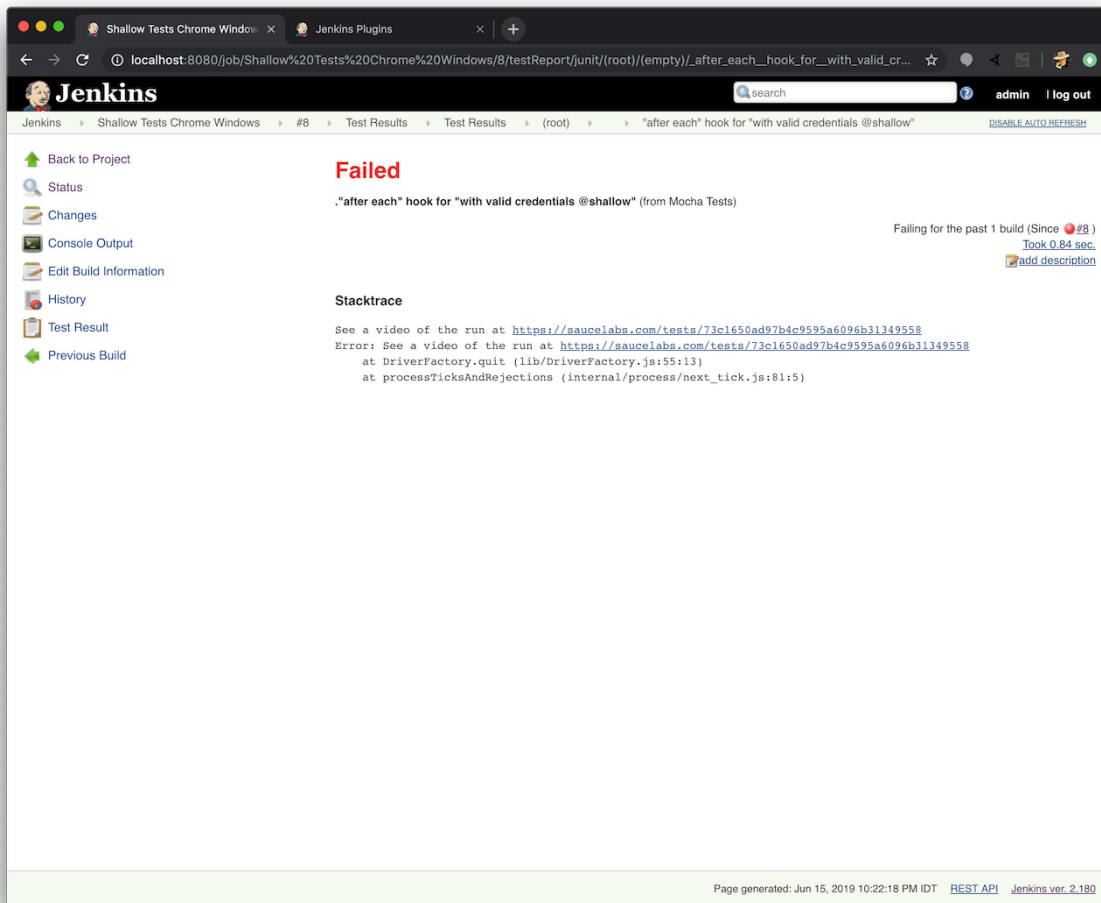 Shallow Tests Chrome Window
Jenkins Plugins
localhost:8080/job/Shallow%20Tests%20Chrome%20Windows/8/testReport/junit/(root)/(empty)/_after_each__hook_for__with_valid_cr...
Jenkins
search
admin
log out
Jenkins Shallow Tests Chrome Windows #8 Test Results Test Results (root) "after each" hook for "with valid credentials @shallow"
DISABLE AUTO REFRESH
Back to Project
Status
Changes
Console Output
Edit Build Information
History
Test Result
Previous Build
Failed
."after each" hook for "with valid credentials @shallow" (from Mocha Tests)
Failing for the past 1 build (Since #8 )
Took 0.84 sec.
add description
Stacktrace
See a video of the run at https://saucelabs.com/tests/73c1650ad97b4c9595a6096b31349558
Error: See a video of the run at https://saucelabs.com/tests/73c1650ad97b4c9595a6096b31349558
at DriverFactory.quit (lib/DriverFactory.js:55:13)
at processTicksAndRejections (internal/process/next_tick.js:81:5)
Page generated: Jun 15, 2019 10:22:18 PM IDT REST API Jenkins ver. 2.180